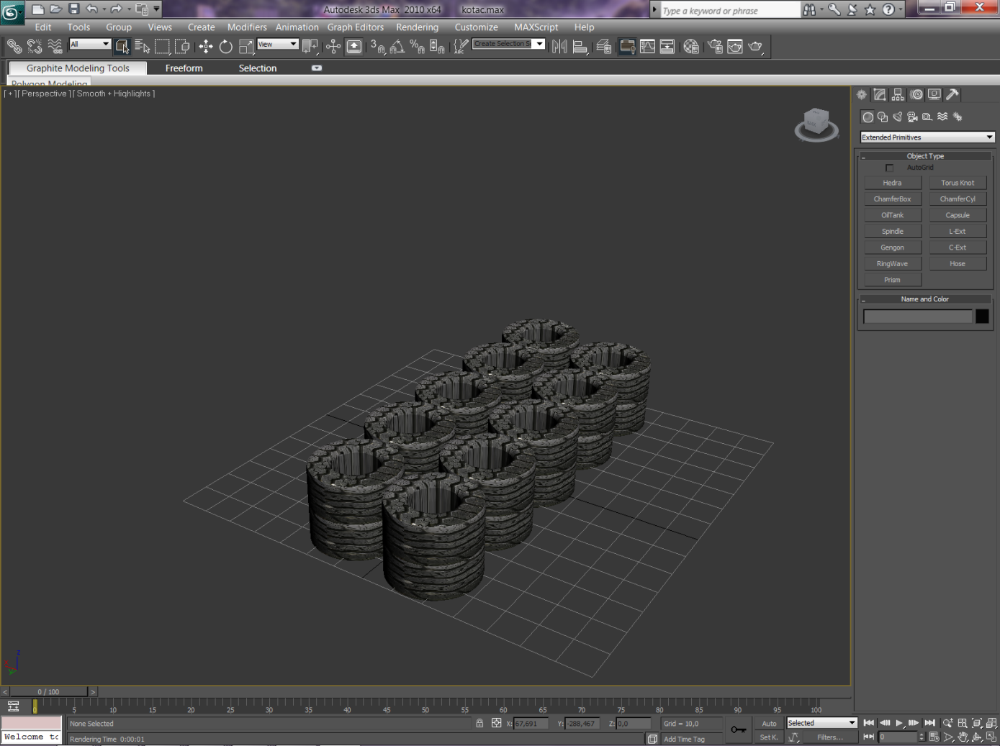 Autodesk 3ds Max 2010 x64 kotac.max
Type a keyword or phrase
Edit Tools Group Views Create Modifiers Animation Graph Editors Rendering Customize MAXScript Help
All View 3 Create Selection Se
Graphite Modeling Tools Freeform Selection
Polygon Modeling
[ + ][ Perspective ][ Smooth + Highlights ]
Extended Primitives
Object Type
AutoGrid
Hedra Torus Knot
ChamferBox ChamferCyl
OilTank Capsule
Spindle L-Ext
Gengon C-Ext
RingWave Hose
Prism
Name and Color
z
< 0 / 100 >
0 5 10 15 20 25 30 35 40 45 50 55 60 65 70 75 80 85 90 95 100
None Selected X: 67,691 Y: -288,467 Z: 0,0 Grid = 10,0 Auto Selected
Welcome to Rendering Time 0:00:01 Add Time Tag Set K. Filters... 0